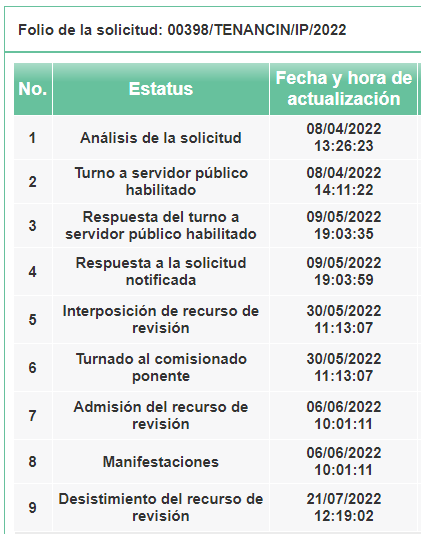 Folio de la solicitud: 00398/TENANCIN/IP/2022
No. Estatus Fecha y hora de
actualización
1 Análisis de la solicitud 08/04/2022
13:26:23
2 Turno a servidor público
habilitado 08/04/2022
14:11:22
3 Respuesta del turno a
servidor público habilitado 09/05/2022
19:03:35
4 Respuesta a la solicitud
notificada 09/05/2022
19:03:59
5 Interposición de recurso de
revisión 30/05/2022
11:13:07
6 Turnado al comisionado
ponente 30/05/2022
11:13:07
7 Admisión del recurso de
revisión 06/06/2022
10:01:11
8 Manifestaciones 06/06/2022
10:01:11
9 Desistimiento del recurso de
revisión 21/07/2022
12:19:02